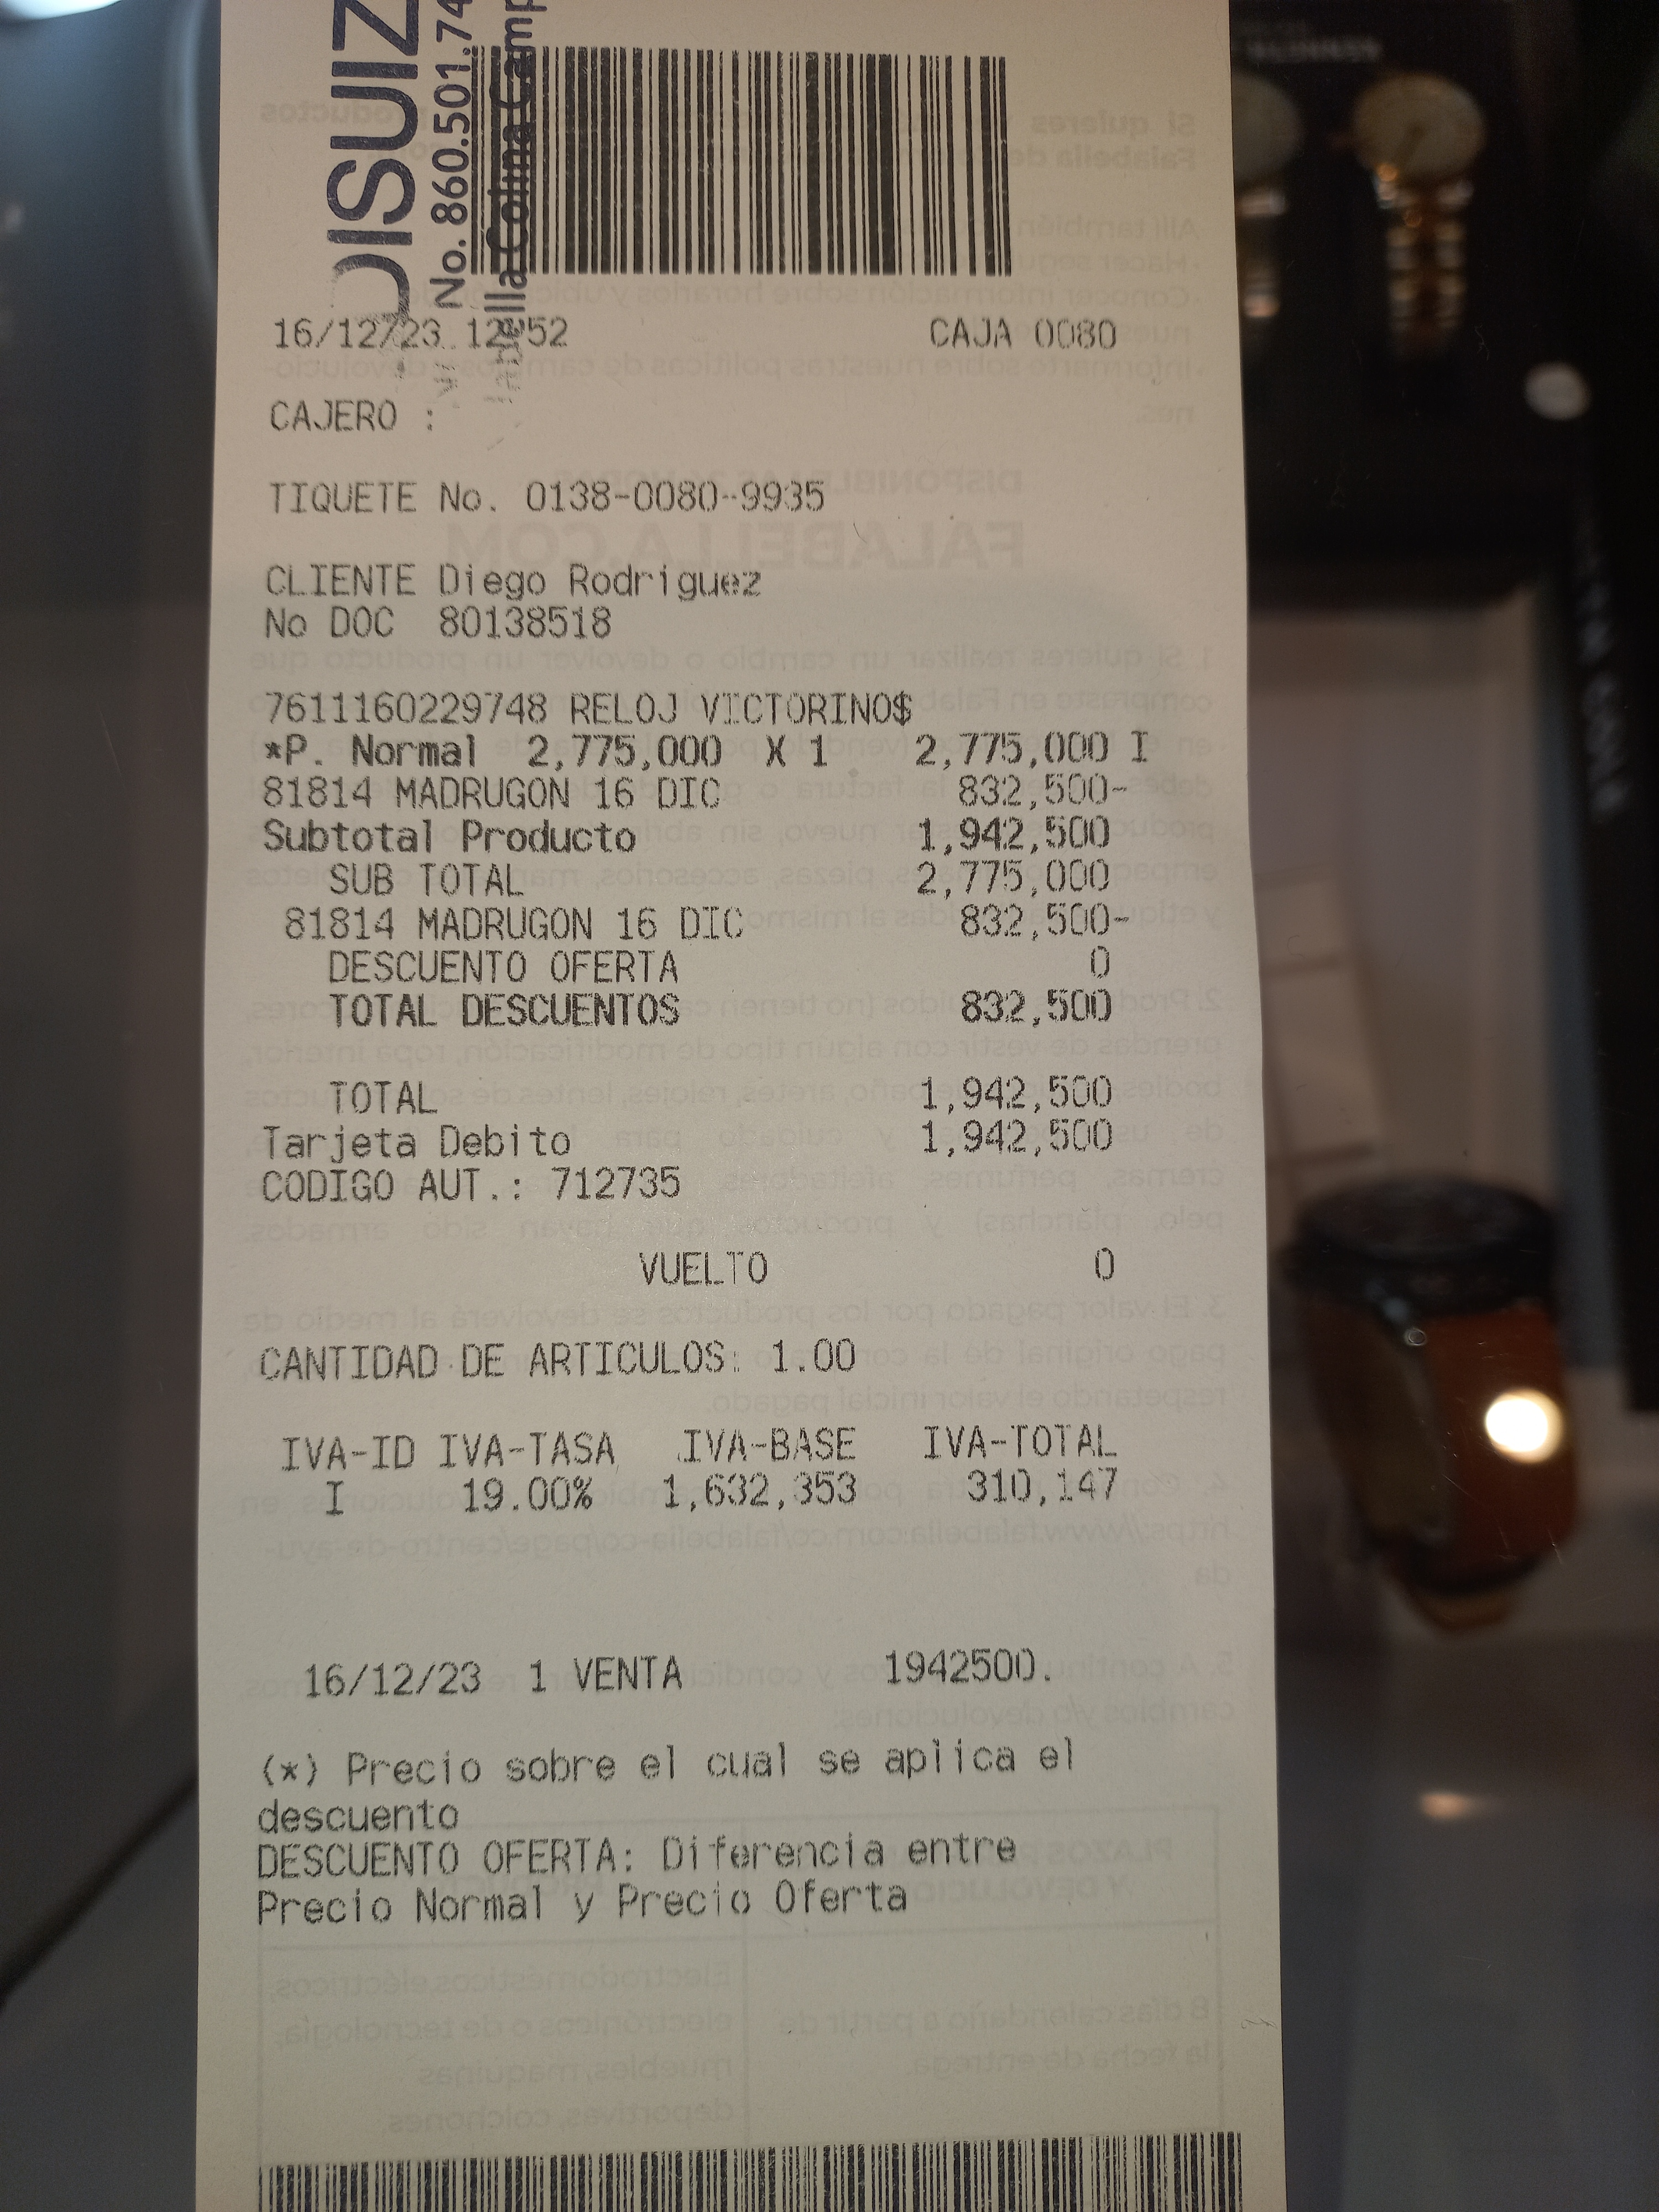 DISUIZ
No. 860.501.74
16/12/23 12:52 CAJA 0080
CAJERO :
TIQUETE No. 0138-0080-9935
CLIENTE Diego Rodriguez
No DOC 80138518
7611160229748 RELOJ VICTORINO$
*P. Normal 2,775,000 X 1 2,775,000 I
81814 MADRUGON 16 DIC 832,500-
Subtotal Producto 1,942,500
SUB TOTAL 2,775,000
81814 MADRUGON 16 DIC 832,500-
DESCUENTO OFERTA 0
TOTAL DESCUENTOS 832,500
TOTAL 1,942,500
Tarjeta Debito 1,942,500
CODIGO AUT.: 712735
VUELTO 0
CANTIDAD DE ARTICULOS: 1.00
IVA-ID IVA-TASA IVA-BASE IVA-TOTAL
I 19.00% 1,632,353 310,147
16/12/23 1 VENTA 1942500.
(*) Precio sobre el cual se aplica el
descuento
DESCUENTO OFERTA: Diferencia entre
Precio Normal y Precio Oferta